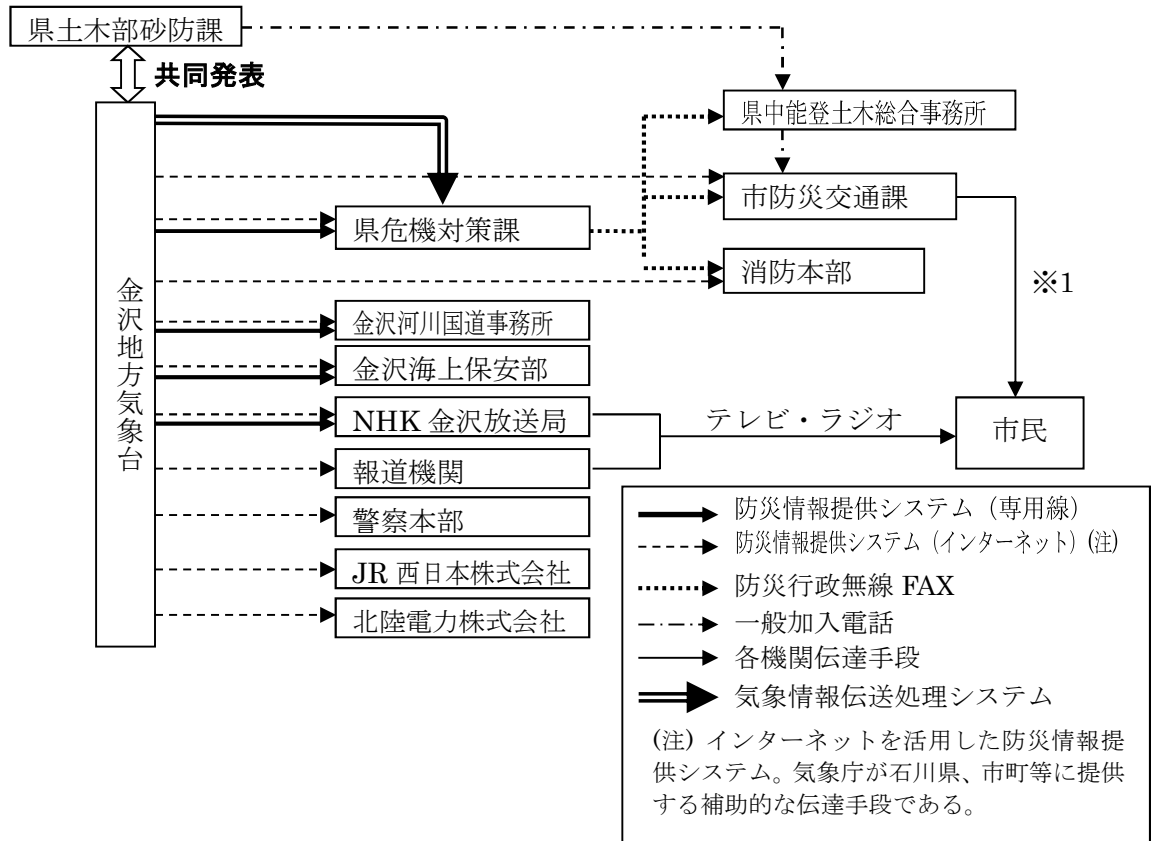 県土木部砂防課
共同発表
県中能登土木総合事務所
市防災交通課
県危機対策課
消防本部
※1
金沢地方気象台
金沢河川国道事務所
金沢海上保安部
NHK 金沢放送局
テレビ・ラジオ
市民
報道機関
警察本部
JR 西日本株式会社
北陸電力株式会社
防災情報提供システム（専用線）
防災情報提供システム（インターネット）(注)
防災行政無線 FAX
一般加入電話
各機関伝達手段
気象情報伝送処理システム
(注) インターネットを活用した防災情報提
供システム。気象庁が石川県、市町等に提供
する補助的な伝達手段である。